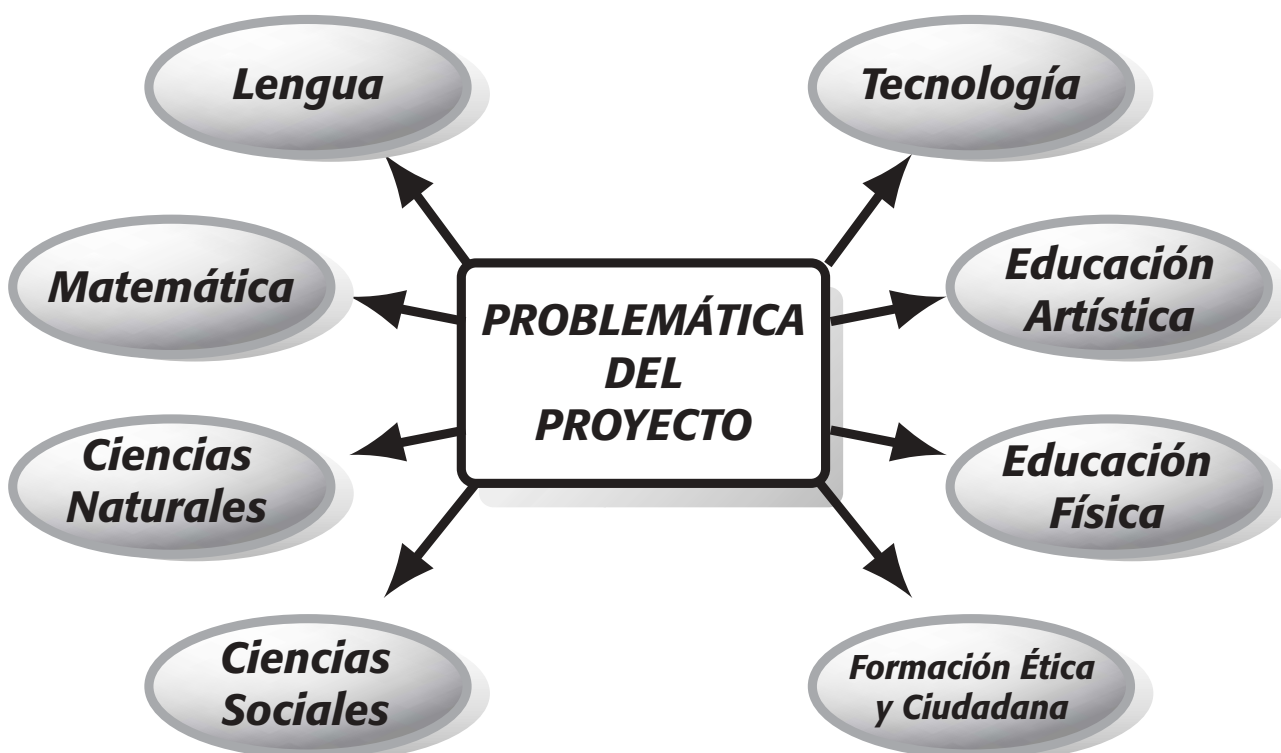 Lengua
Tecnología
Matemática
PROBLEMÁTICA
DEL
PROYECTO
Educación
Artística
Ciencias
Naturales
Educación
Física
Ciencias
Sociales
Formación Ética
y Ciudadana